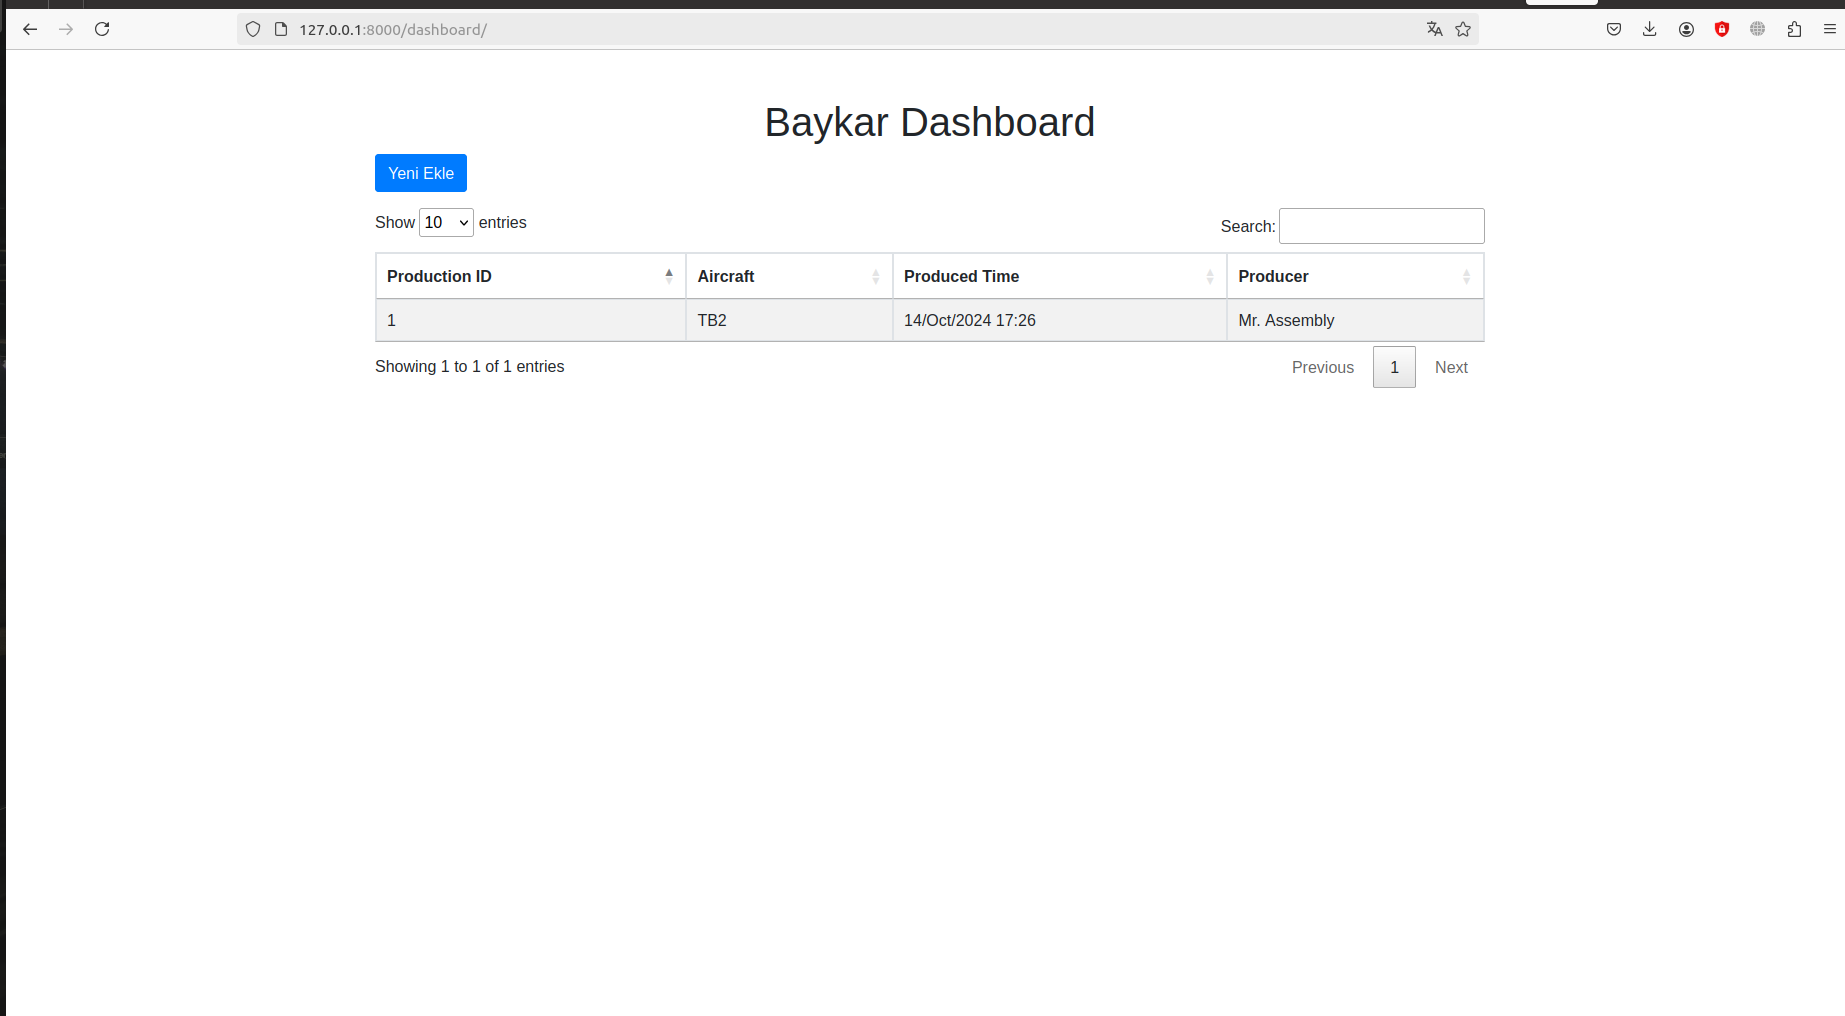 127.0.0.1:8000/dashboard/
Baykar Dashboard
Yeni Ekle
Show 10 entries
Search:
Production ID Aircraft Produced Time Producer
1 TB2 14/Oct/2024 17:26 Mr. Assembly
Showing 1 to 1 of 1 entries
Previous 1 Next